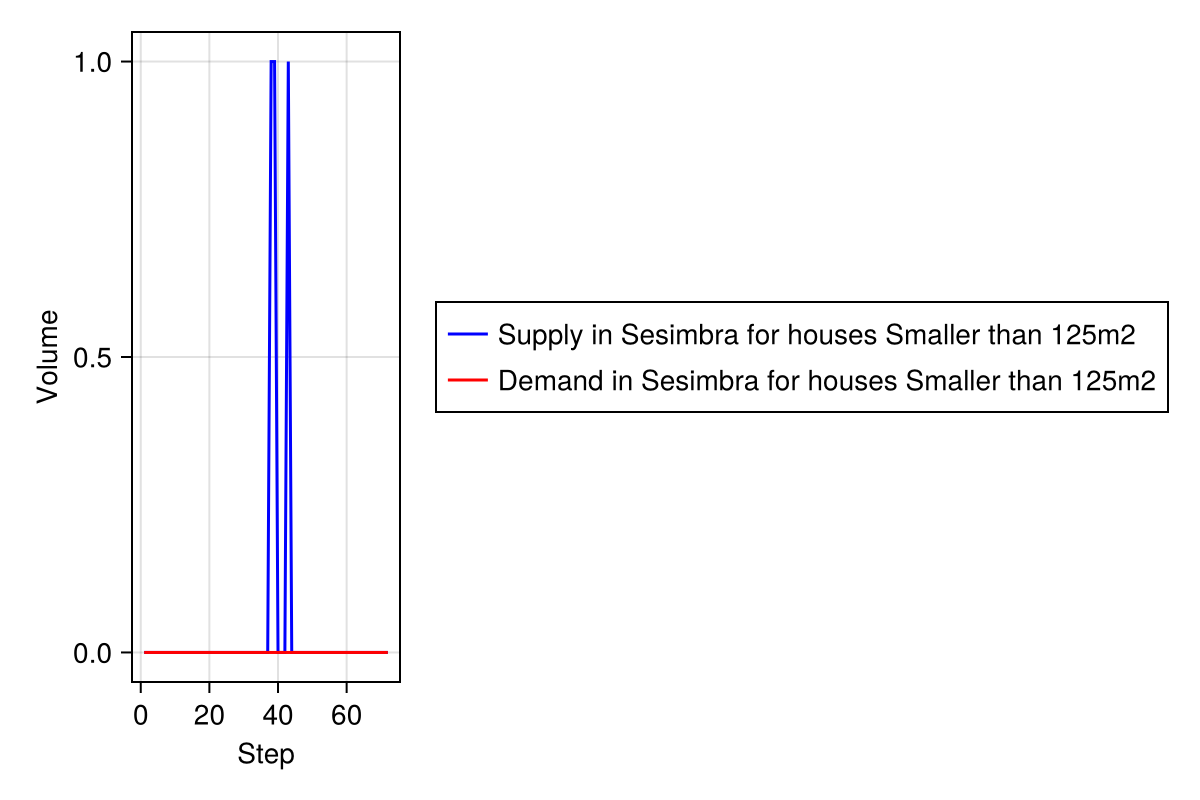 1.0
0.5
0.0
Volume
0 20 40 60
Step
Supply in Sesimbra for houses Smaller than 125m2
Demand in Sesimbra for houses Smaller than 125m2